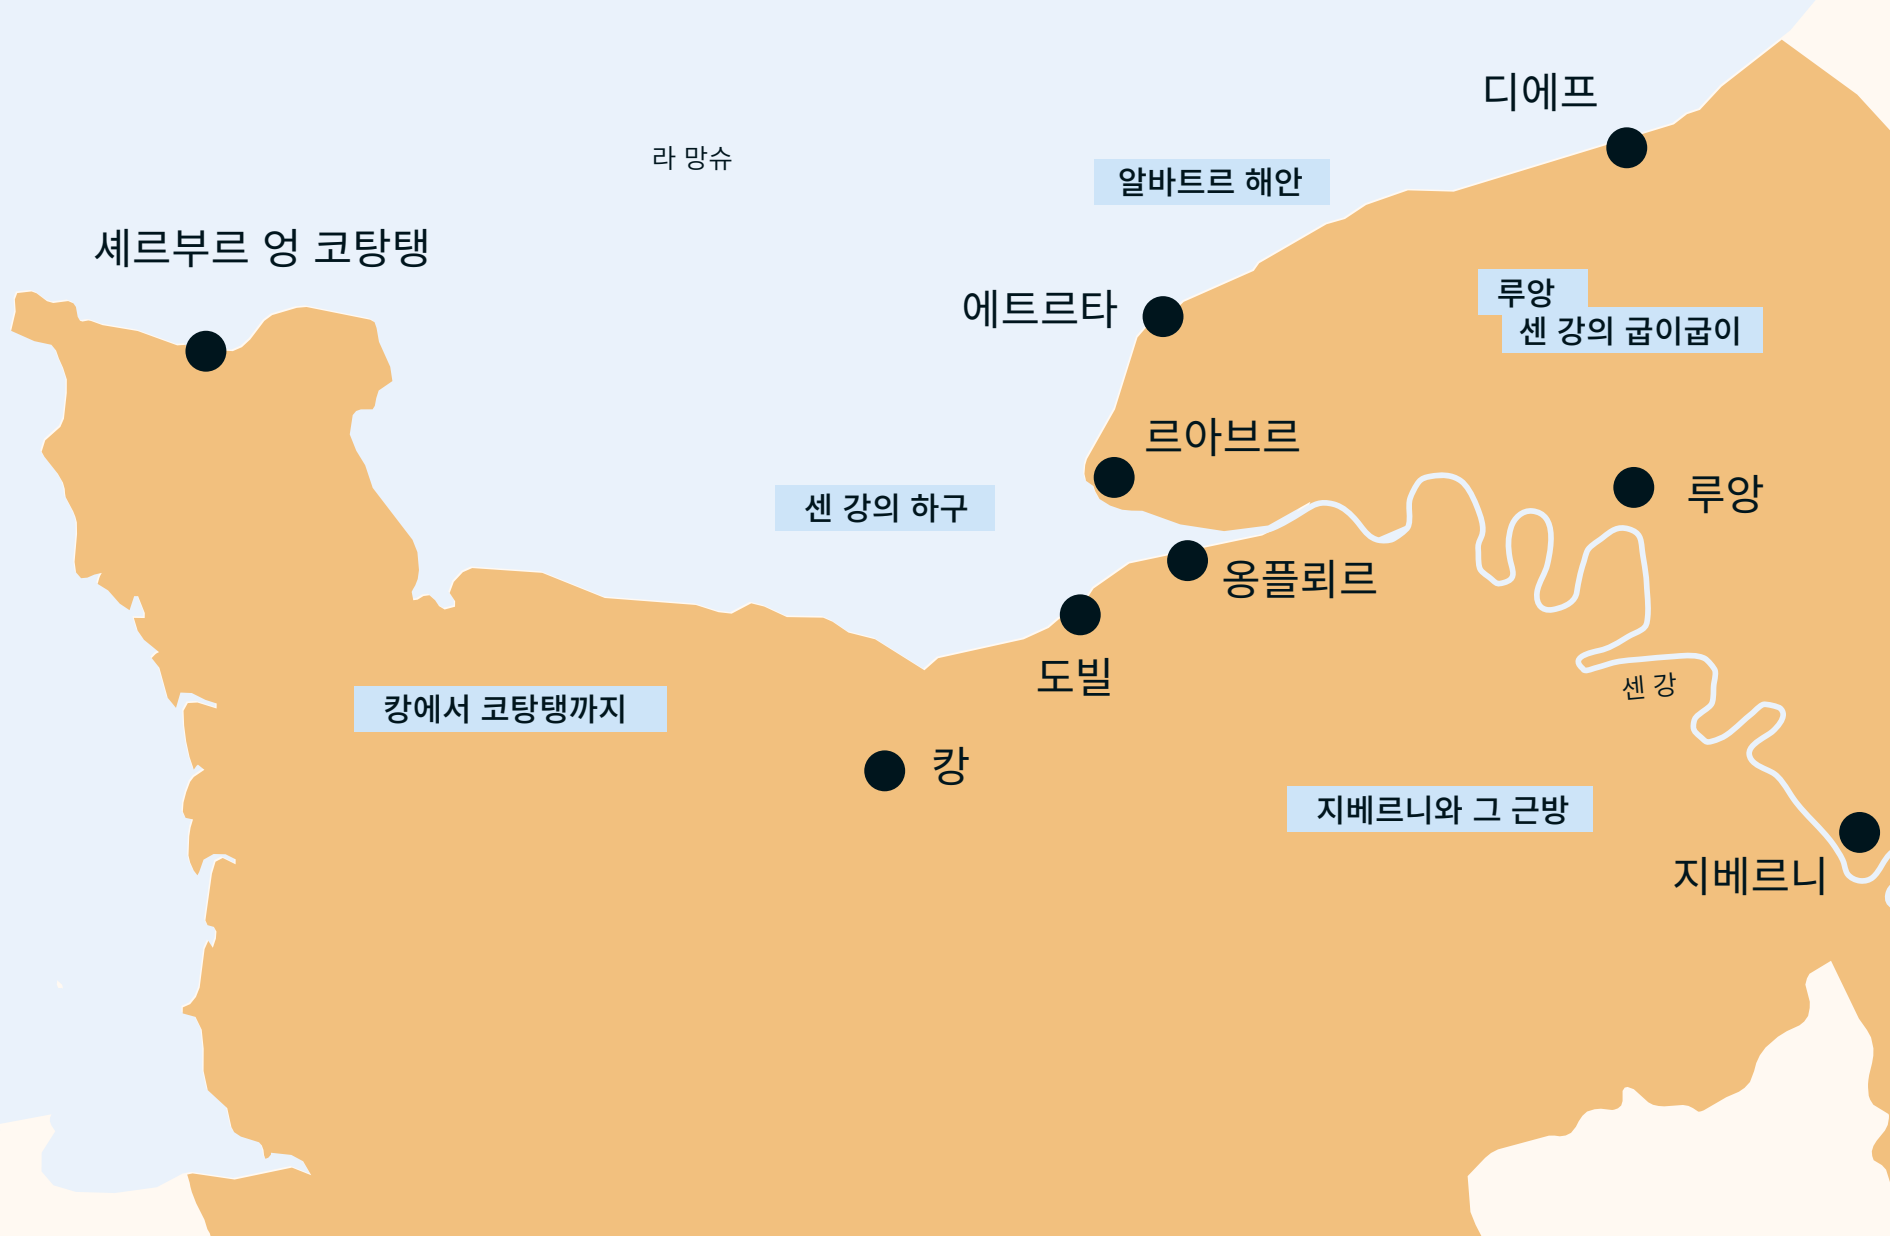 디에프
라 망슈
알바트르 해안
셰르부르 엉 코탕탱
루앙
에트르타
센 강의 굽이굽이
르아브르
루앙
센 강의 하구
옹플뢰르
도빌
센 강
캉에서 코탕탱까지
캉
지베르니와 그 근방
지베르니